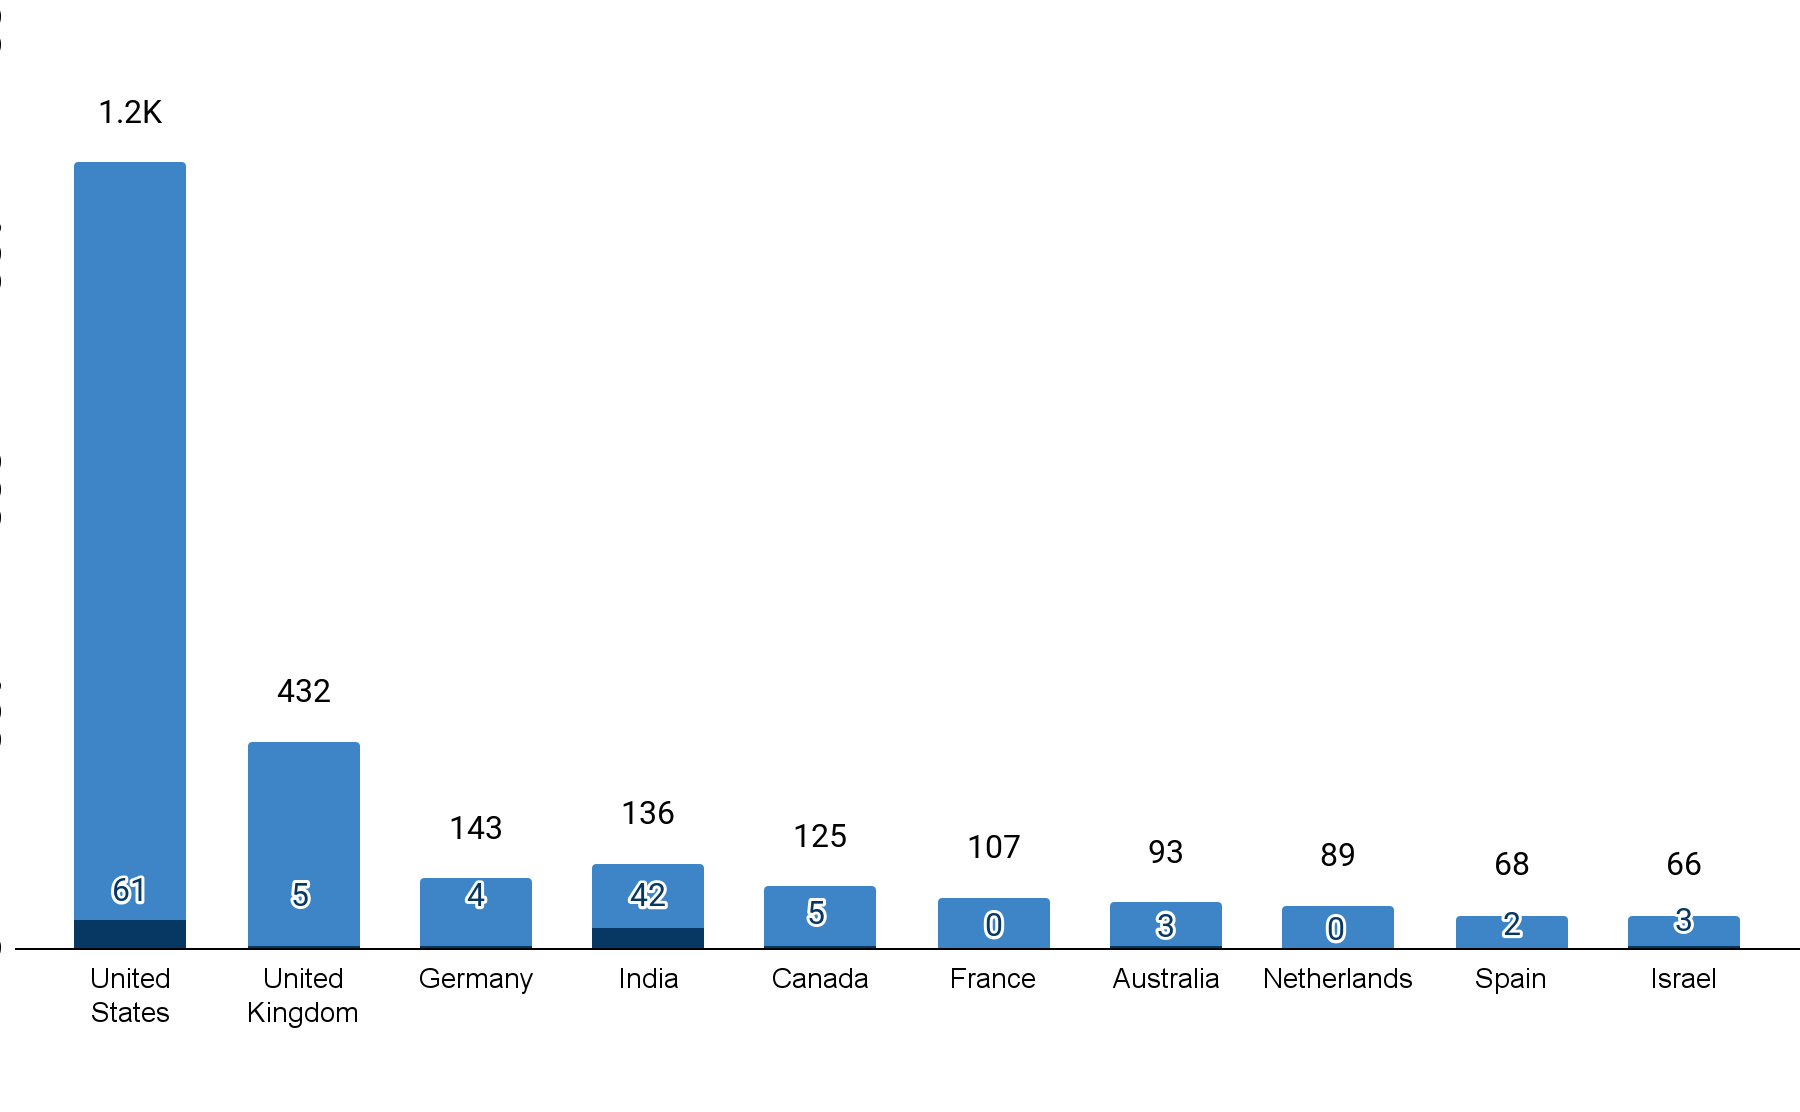 1.2K
432
143
136
125
107
93
89
68
66
61
5
4
42
5
0
3
0
2
3
United
States
United
Kingdom
Germany
India
Canada
France
Australia
Netherlands
Spain
Israel